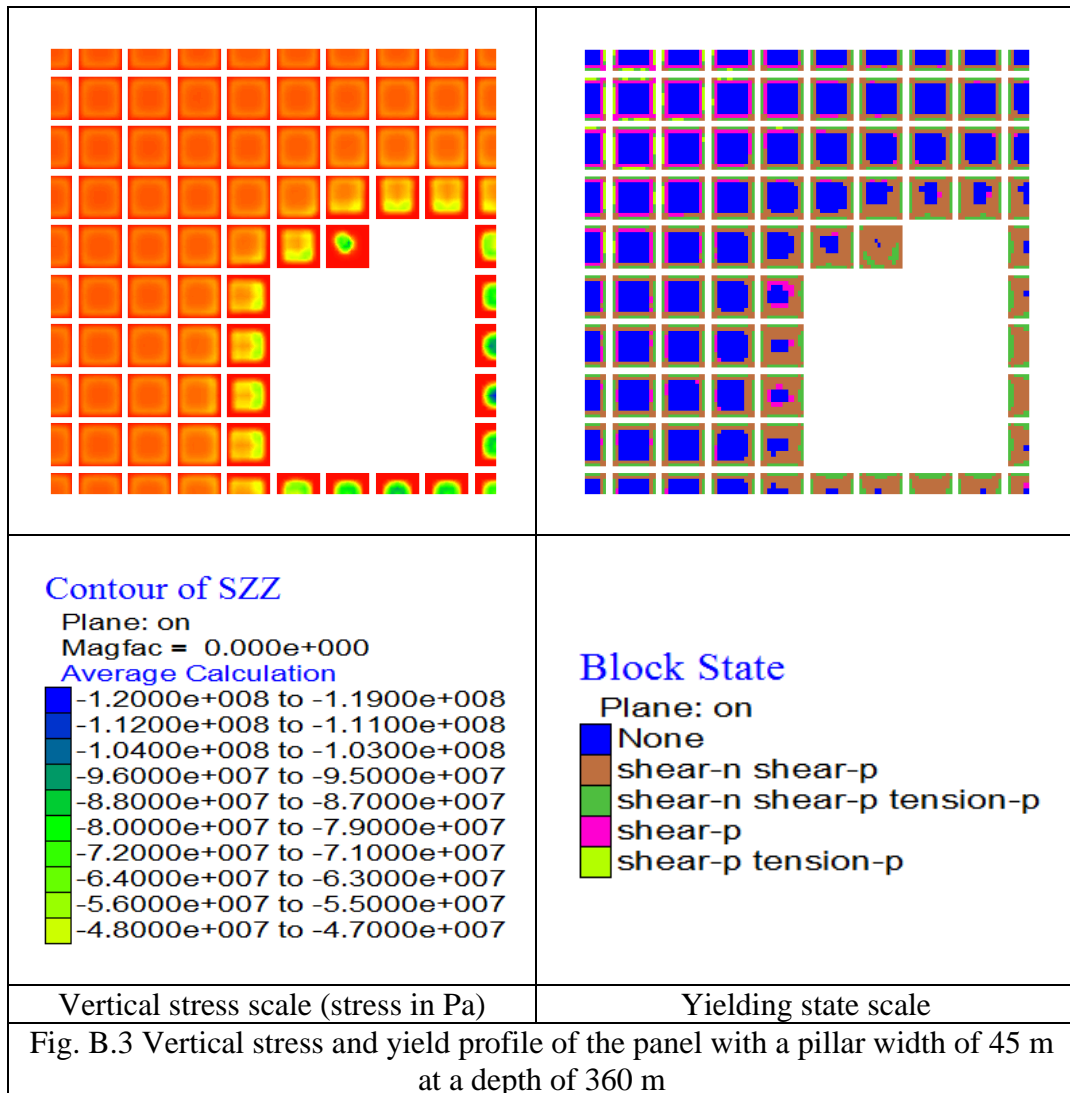 Contour of SZZ
Plane: on
Magfac = 0.000e+000
Average Calculation
-1.2000e+008 to -1.1900e+008
-1.1200e+008 to -1.1100e+008
-1.0400e+008 to -1.0300e+008
-9.6000e+007 to -9.5000e+007
-8.8000e+007 to -8.7000e+007
-8.0000e+007 to -7.9000e+007
-7.2000e+007 to -7.1000e+007
-6.4000e+007 to -6.3000e+007
-5.6000e+007 to -5.5000e+007
-4.8000e+007 to -4.7000e+007
Block State
Plane: on
None
shear-n shear-p
shear-n shear-p tension-p
shear-p
shear-p tension-p
Vertical stress scale (stress in Pa)
Yielding state scale
Fig. B.3 Vertical stress and yield profile of the panel with a pillar width of 45 m
at a depth of 360 m